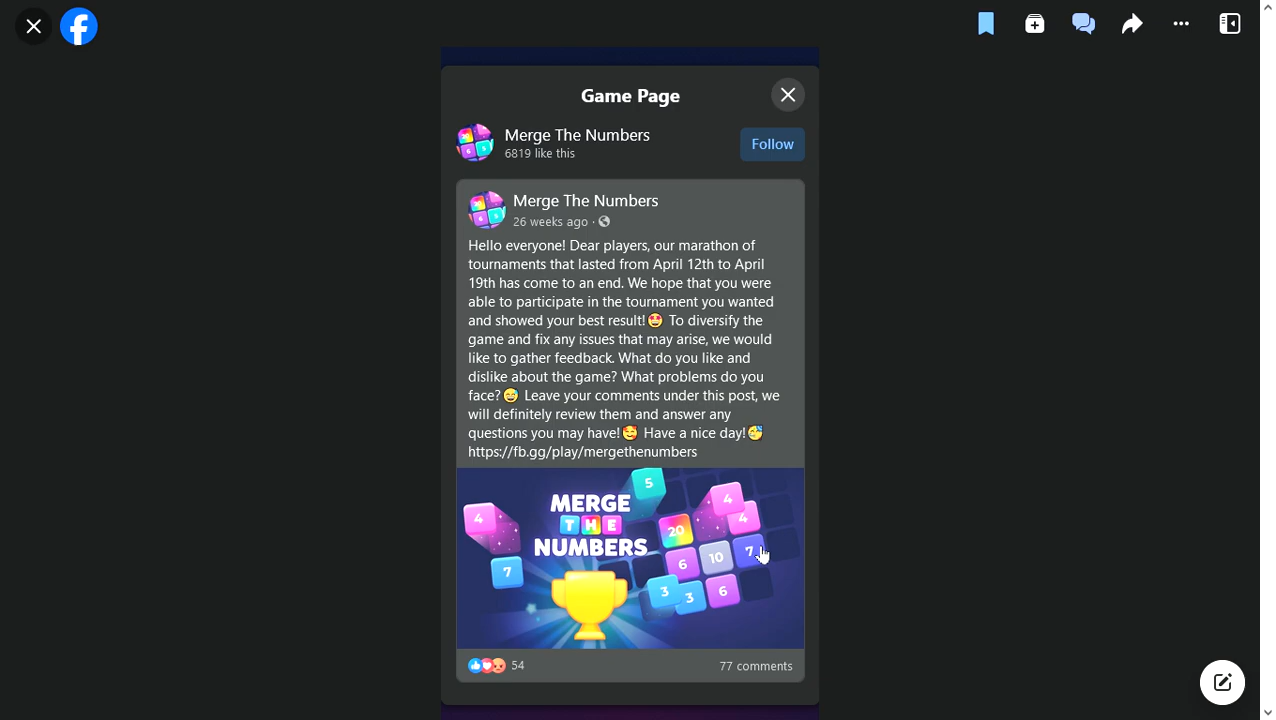 Game Page
Merge The Numbers
6819 like this
Follow
Merge The Numbers
26 weeks ago ·
Hello everyone! Dear players, our marathon of
tournaments that lasted from April 12th to April
19th has come to an end. We hope that you were
able to participate in the tournament you wanted
and showed your best result!🤩 To diversify the
game and fix any issues that may arise, we would
like to gather feedback. What do you like and
dislike about the game? What problems do you
face?😅 Leave your comments under this post, we
will definitely review them and answer any
questions you may have!🥰 Have a nice day!😴
https://fb.gg/play/mergethenumbers
MERGE
THE
NUMBERS
5
4
4
4
20
7
6
10
7
3
3
6
54
77 comments